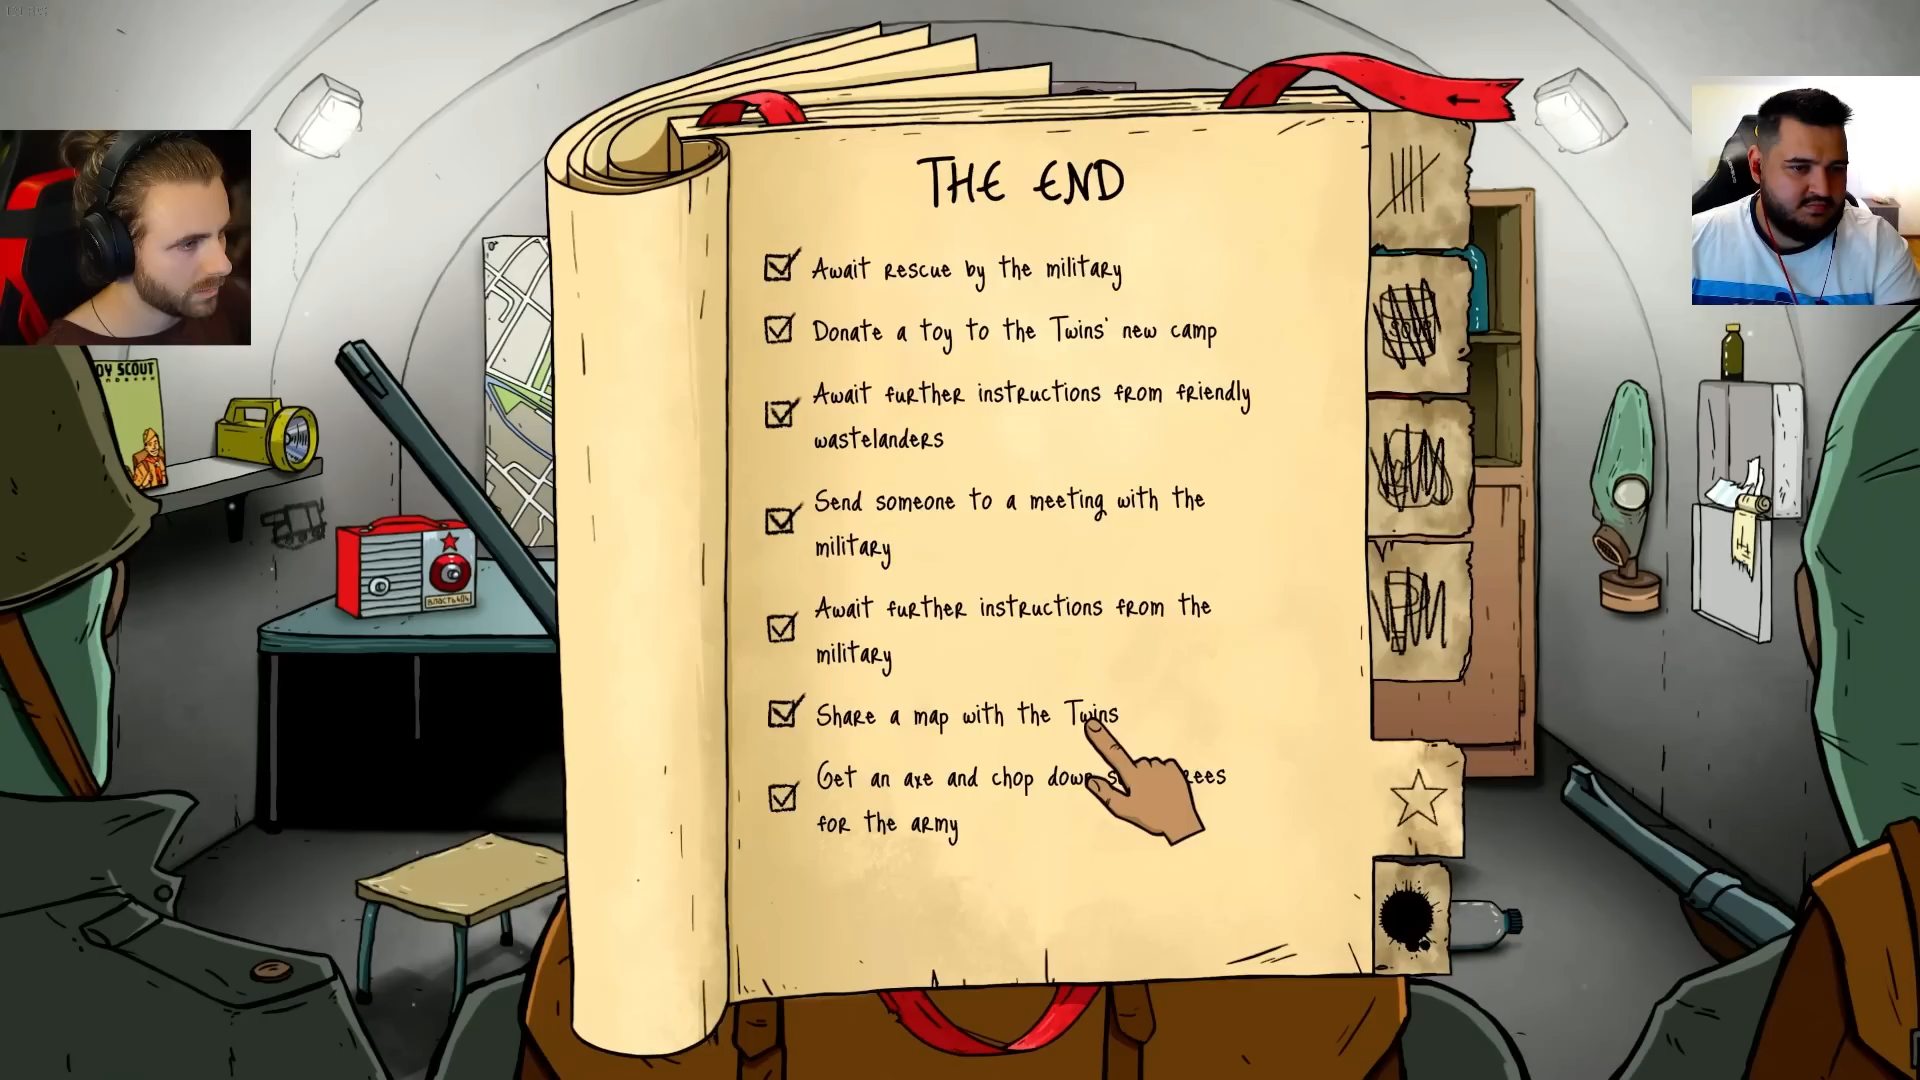 THE END
Await rescue by the military
Donate a toy to the Twins' new camp
Await further instructions from friendly
wastelanders
Send someone to a meeting with the
military
Await further instructions from the
military
Share a map with the Twins
Get an axe and chop down
for the army
OY SCOUT
ВЛАСТЬ404